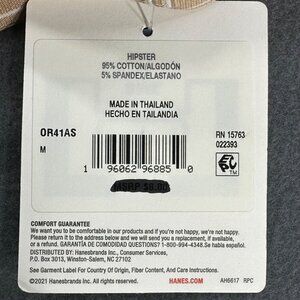 HIPSTER
95% COTTON/ALGODÓN
5% SPANDEX/ELASTANO
MADE IN THAILAND
HECHO EN TAILANDIA
OR41AS
RN 15763
022393
M
1 96062 96885 0
COMFORT GUARANTEE
We want you to be comfortable in our products and if you're not happy, we're not happy.
Please return it to the address below and we will send you a replacement, if available,
or a refund. GARANTÍA DE COMODIDAD QUESTIONS? 1-800-994-4348.Se habla español.
DISTRIBUTED BY: Hanesbrands Inc., Consumer Services,
P.O. Box 3013, Winston-Salem, NC 27102
See Garment Label For Country Of Origin, Fiber Content, And Care Instructions.
©2021 Hanesbrands Inc. All rights reserved. HANES.COM AH6617 RPC